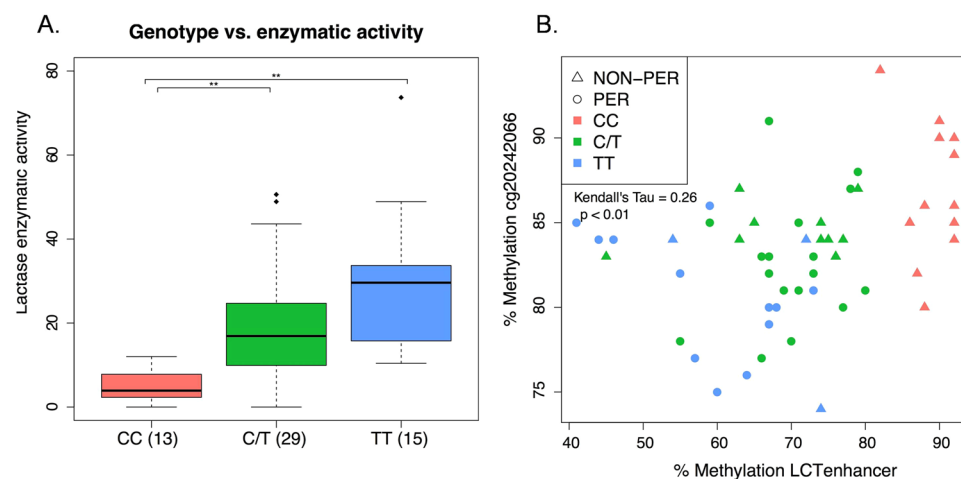 A.
Genotype vs. enzymatic activity
Lactase enzymatic activity
80
60
40
20
0
**
**
CC (13)
C/T (29)
TT (15)
B.
% Methylation cg20242066
90
85
80
75
NON−PER
PER
CC
C/T
TT
Kendall's Tau = 0.26
p < 0.01
40
50
60
70
80
90
% Methylation LCTenhancer